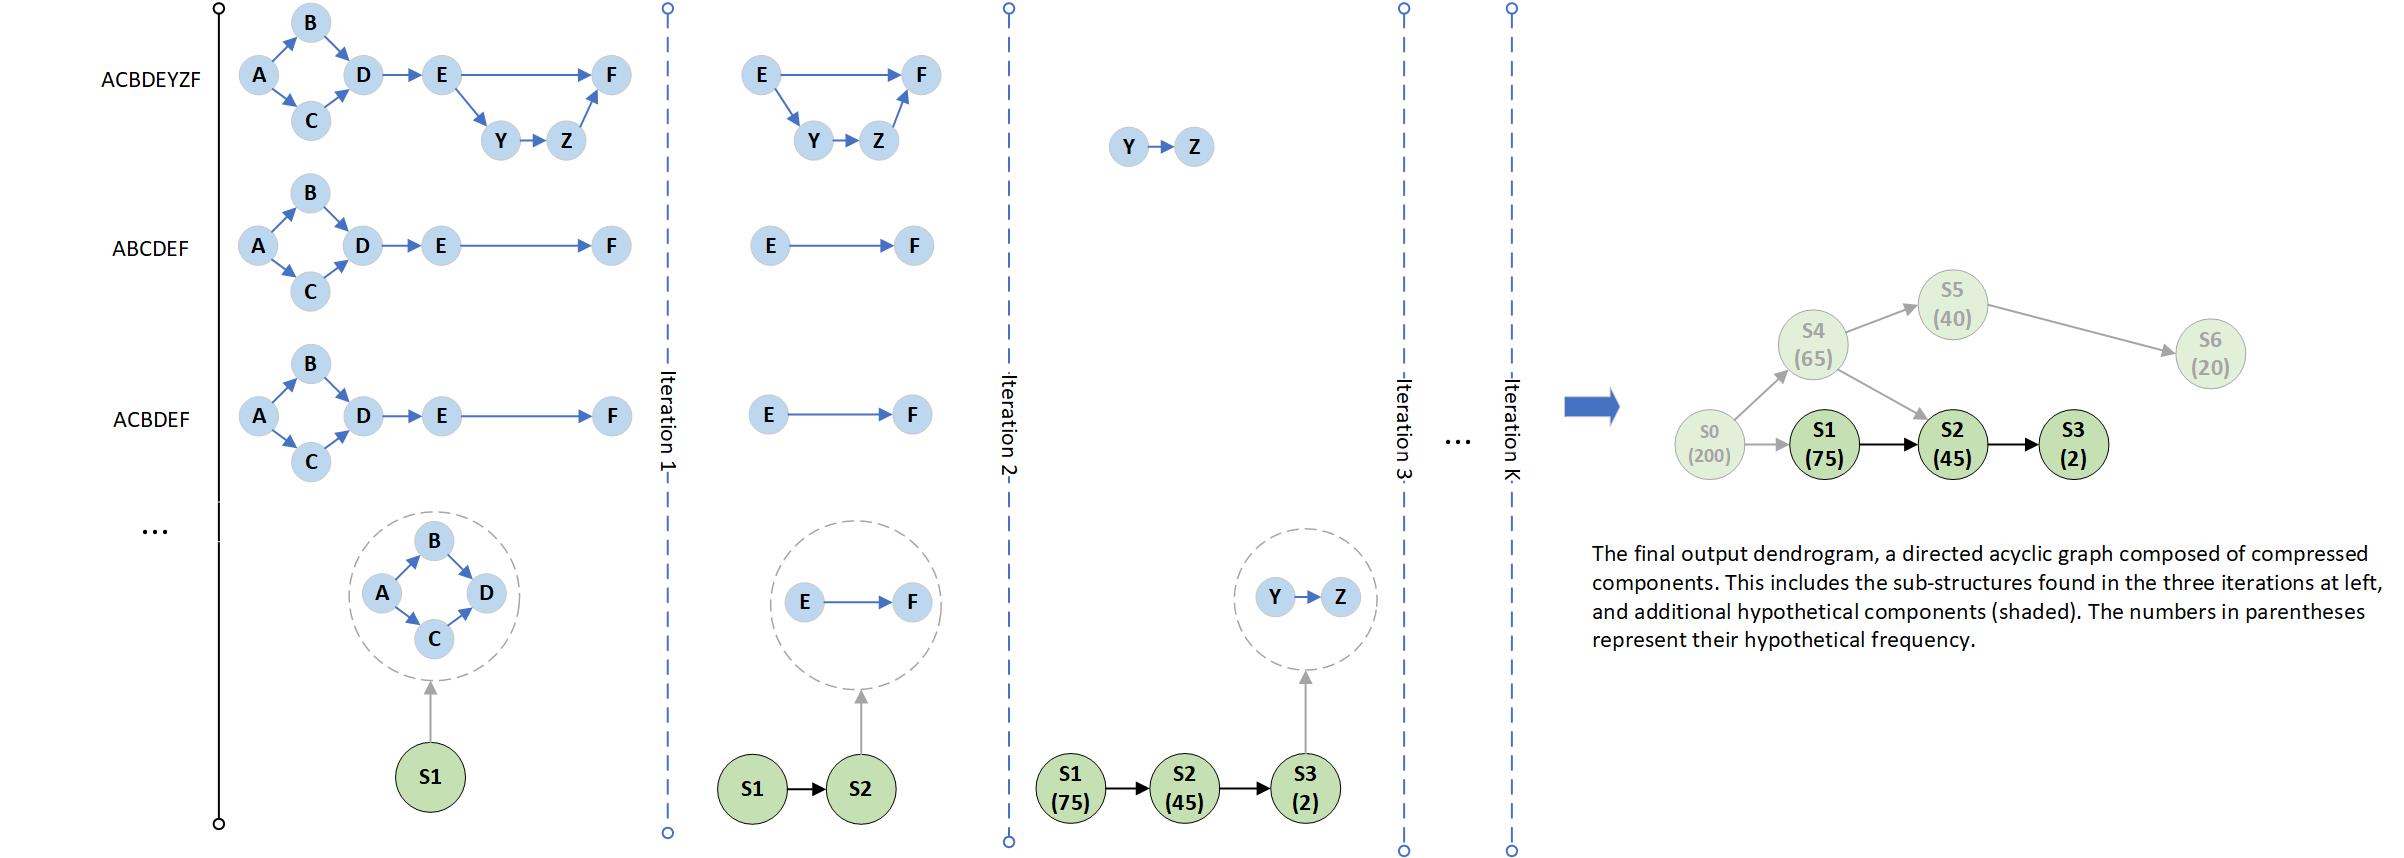 ACBDEYZF
A
B
C
D
E
F
Y
Z
E
F
Y
Z
Y
Z
ABCDEF
A
B
C
D
E
F
E
F
ACBDEF
A
B
C
D
E
F
E
F
...
A
B
C
D
S1
Iteration 1
E
F
S1
S2
Iteration 2
Y
Z
S1
(75)
S2
(45)
S3
(2)
Iteration 3
...
Iteration K
S0
(200)
S4
(65)
S5
(40)
S6
(20)
S1
(75)
S2
(45)
S3
(2)
The final output dendrogram, a directed acyclic graph composed of compressed
components. This includes the sub-structures found in the three iterations at left,
and additional hypothetical components (shaded). The numbers in parentheses
represent their hypothetical frequency.